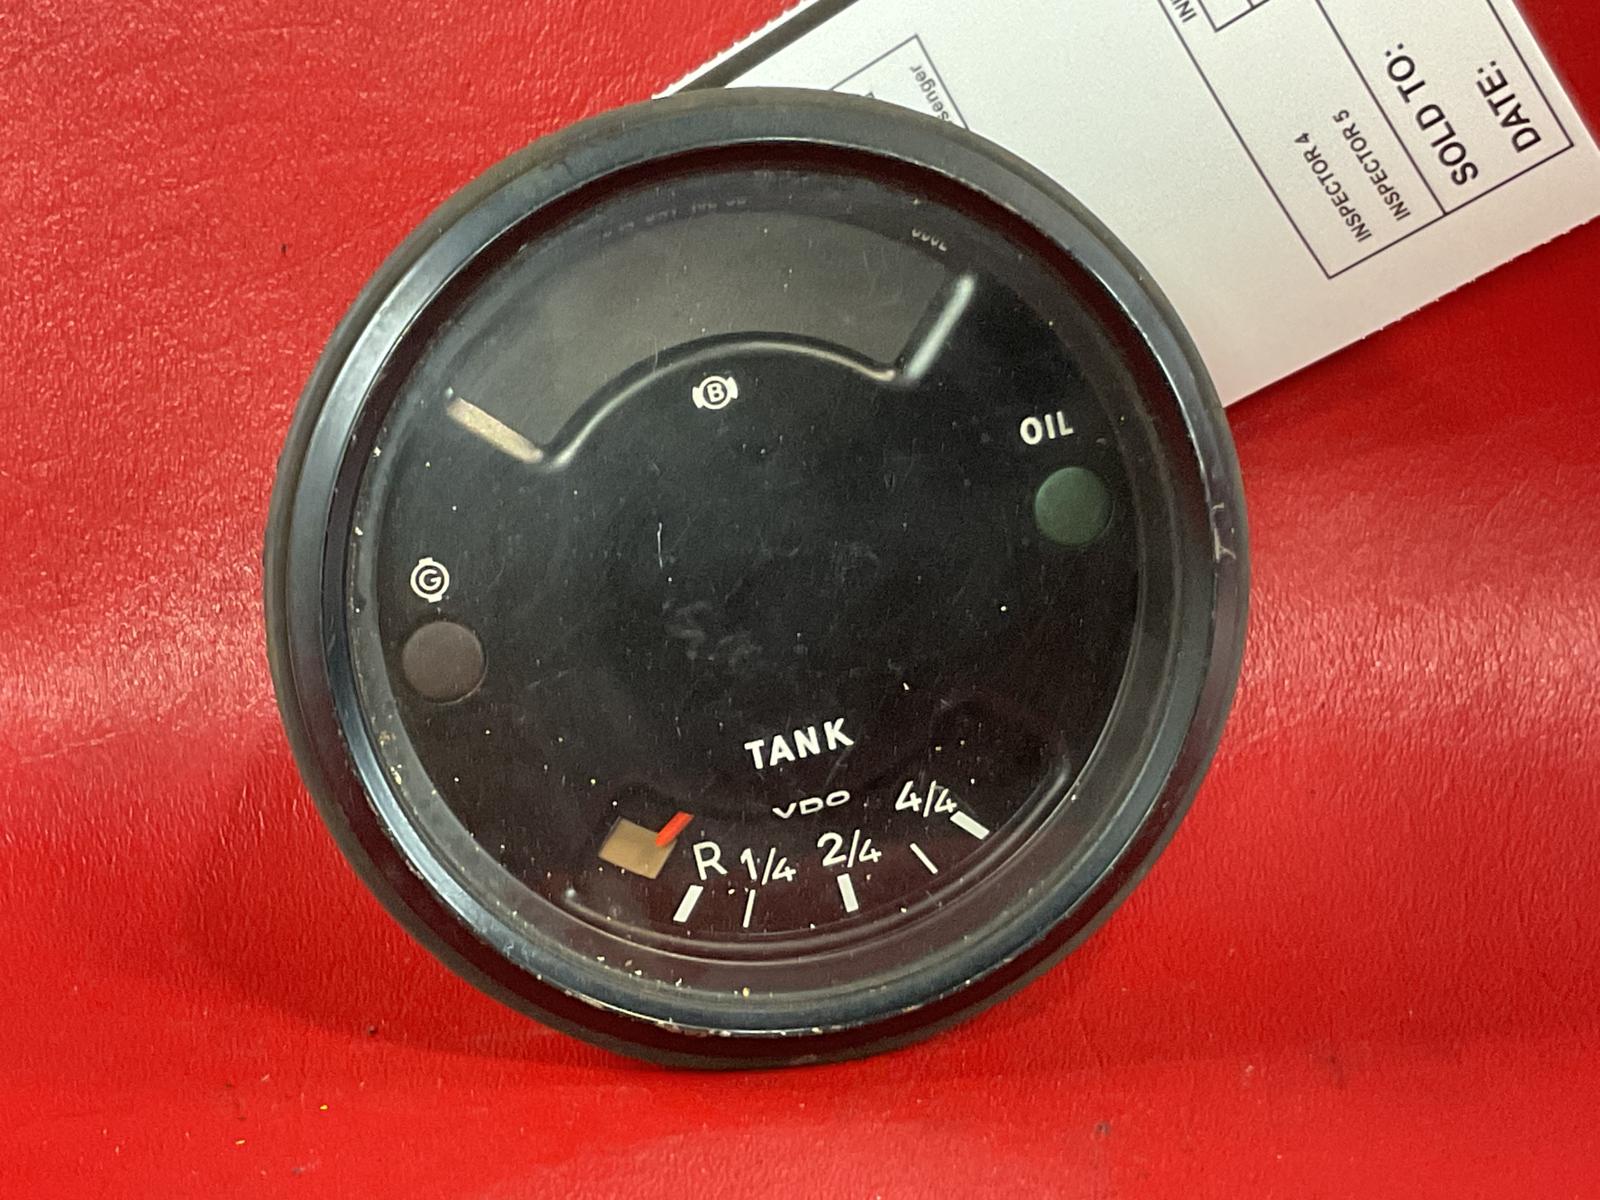 B
OIL
G
TANK
VDO
R 1/4 2/4 4/4
SOLD TO:
DATE:
INSPECTOR 4
INSPECTOR 5